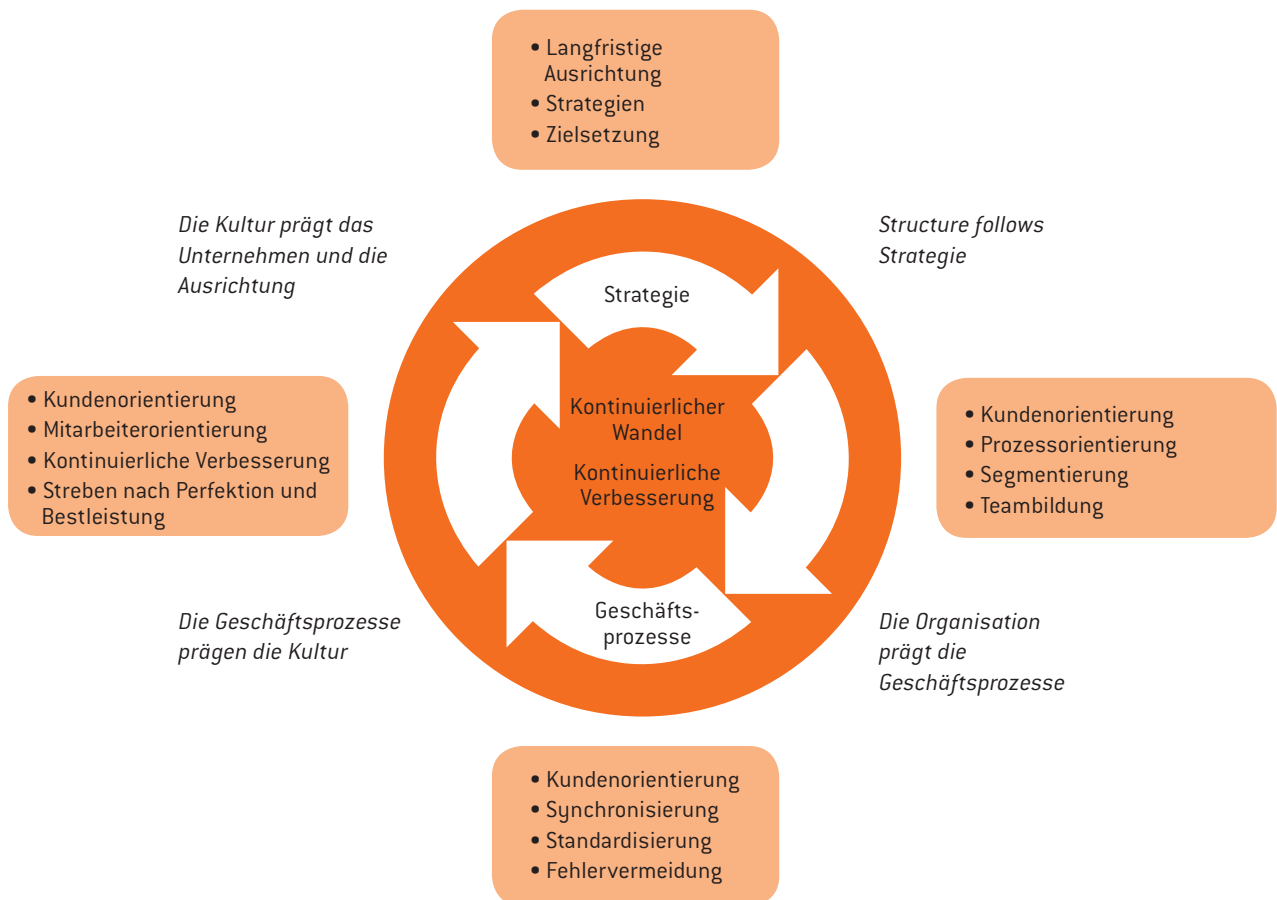 • Langfristige
Ausrichtung
• Strategien
• Zielsetzung
Die Kultur prägt das
Unternehmen und die
Ausrichtung
Structure follows
Strategie
Strategie
• Kundenorientierung
• Mitarbeiterorientierung
• Kontinuierliche Verbesserung
• Streben nach Perfektion und
Bestleistung
Kontinuierlicher
Wandel
Kontinuierliche
Verbesserung
• Kundenorientierung
• Prozessorientierung
• Segmentierung
• Teambildung
Geschäfts-
prozesse
Die Geschäftsprozesse
prägen die Kultur
Die Organisation
prägt die
Geschäftsprozesse
• Kundenorientierung
• Synchronisierung
• Standardisierung
• Fehlervermeidung